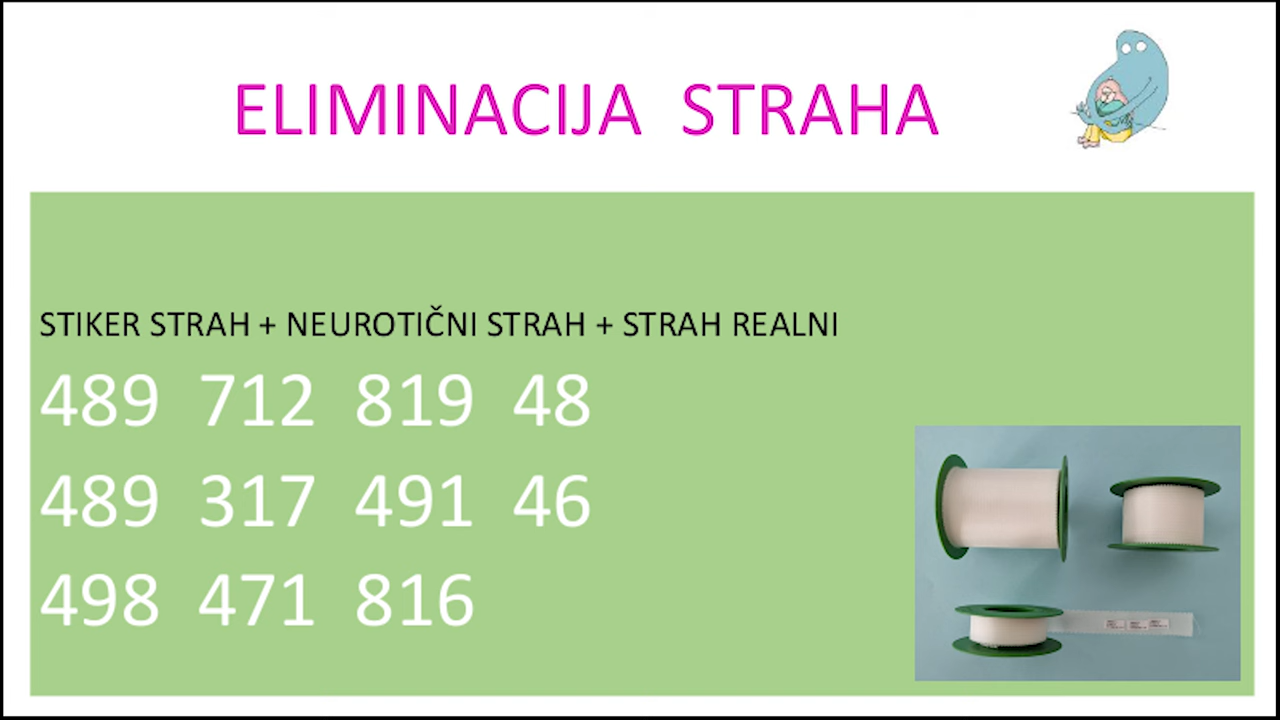 ELIMINACIJA STRAHA
STIKER STRAH + NEUROTIČNI STRAH + STRAH REALNI
489 712 819 48
489 317 491 46
498 471 816